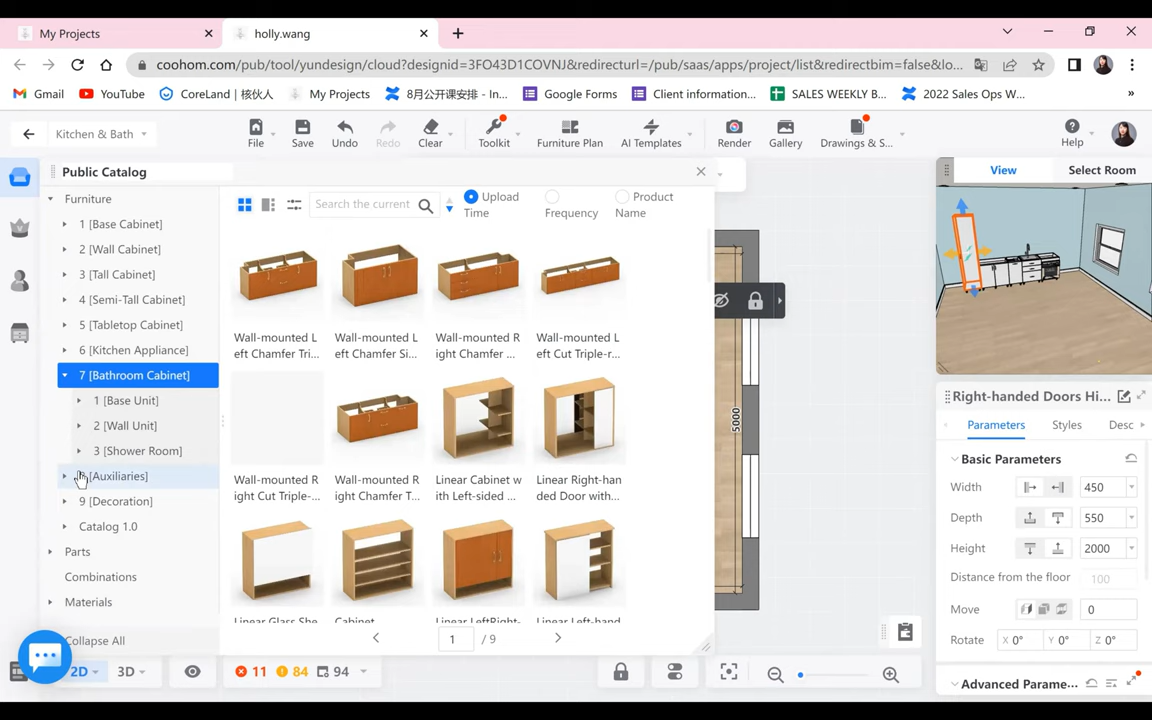 My Projects
holly.wang
coohom.com/pub/tool/yundesign/cloud?designid=3FO43D1COVNJ&redirecturl=/pub/saas/apps/project/list&redirectbim=false&lo...
Gmail
YouTube
CoreLand | 核伙人
My Projects
8月公开课安排 - In...
Google Forms
Client information...
SALES WEEKLY B...
2022 Sales Ops W...
Kitchen & Bath
File
Save
Undo
Redo
Clear
Toolkit
Furniture Plan
AI Templates
Render
Gallery
Drawings & S...
Help
Public Catalog
View
Select Room
Furniture
1 [Base Cabinet]
2 [Wall Cabinet]
3 [Tall Cabinet]
4 [Semi-Tall Cabinet]
5 [Tabletop Cabinet]
6 [Kitchen Appliance]
7 [Bathroom Cabinet]
1 [Base Unit]
2 [Wall Unit]
3 [Shower Room]
[Auxiliaries]
9 [Decoration]
Catalog 1.0
Parts
Combinations
Materials
Collapse All
Search the current
Upload Time
Frequency
Product Name
Wall-mounted L
eft Chamfer Tri...
Wall-mounted L
eft Chamfer Si...
Wall-mounted R
ight Chamfer ...
Wall-mounted L
eft Cut Triple-r...
Wall-mounted R
ight Cut Triple-...
Wall-mounted R
ight Chamfer T...
Linear Cabinet w
ith Left-sided ...
Linear Right-han
ded Door with...
Linear Glass She
Cabinet
Linear LeftRight-
Linear Left-hand
1 / 9
5000
Right-handed Doors Hi...
Parameters
Styles
Desc
Basic Parameters
Width
450
Depth
550
Height
2000
Distance from the floor
100
Move
0
Rotate
X 0°
Y 0°
Z 0°
Advanced Parame...
2D
3D
11
84
94